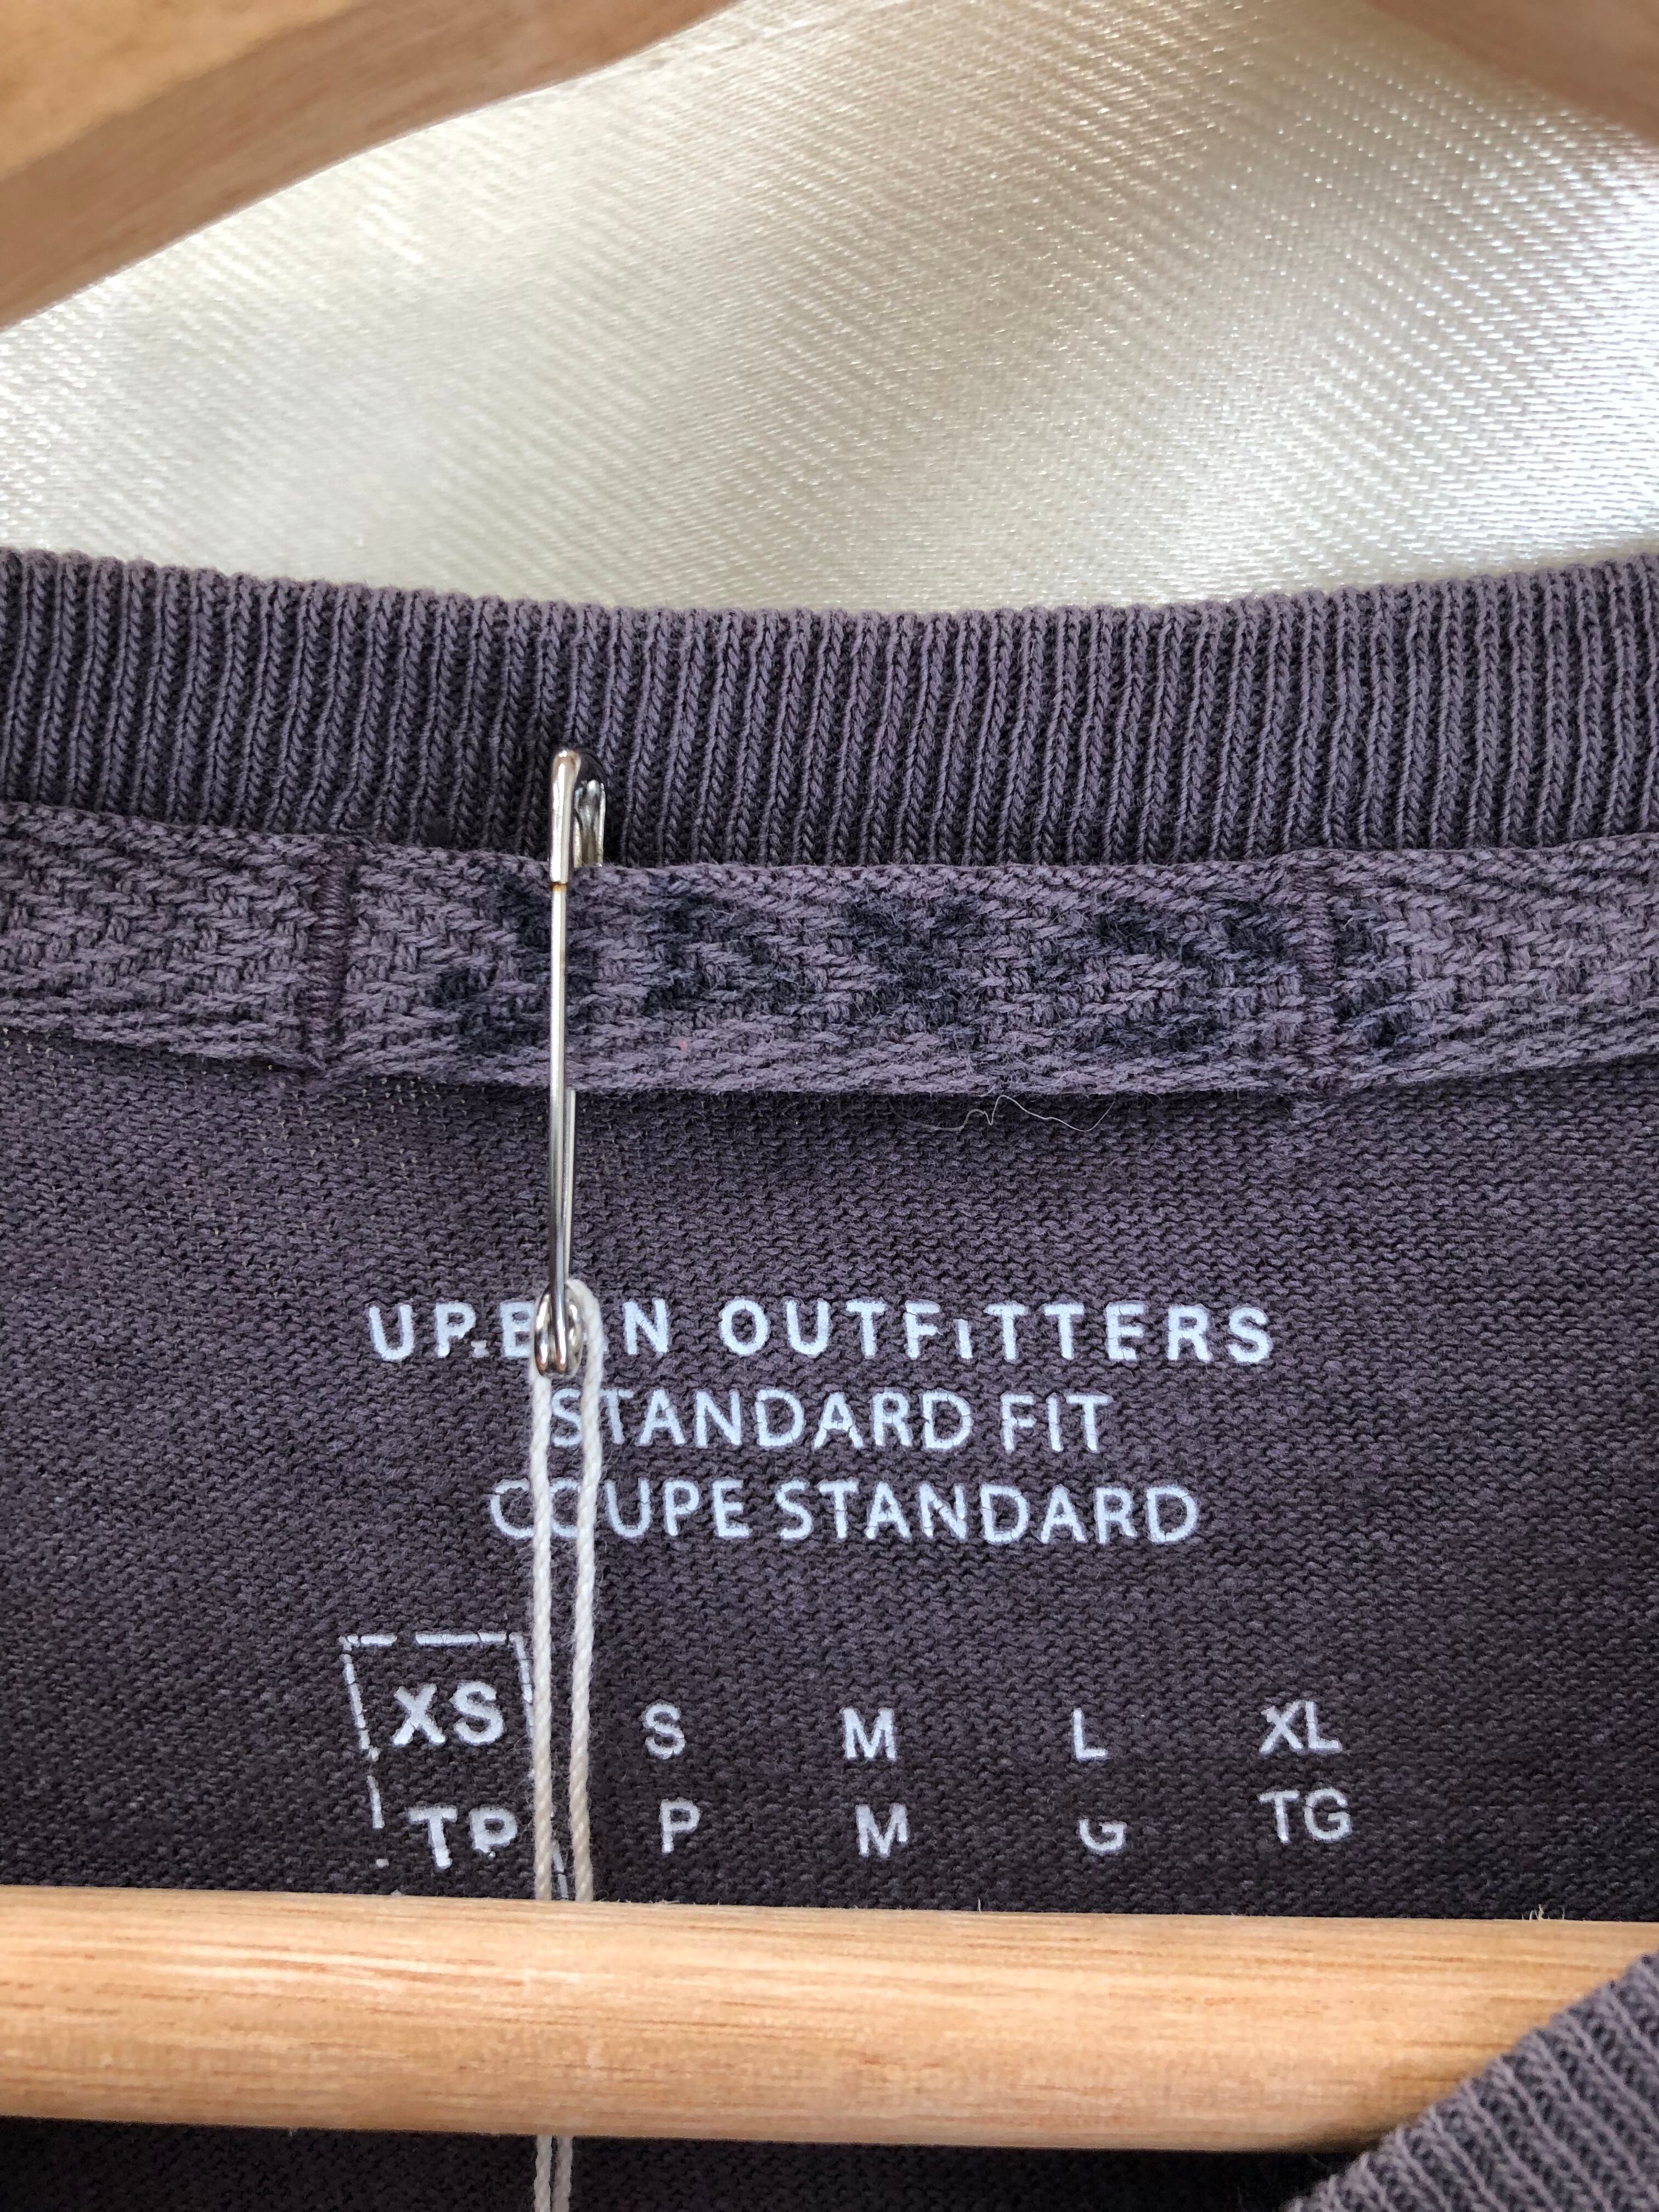 URBAN OUTFITTERS
STANDARD FIT
COUPE STANDARD
XS S M L XL
TP P M G TG